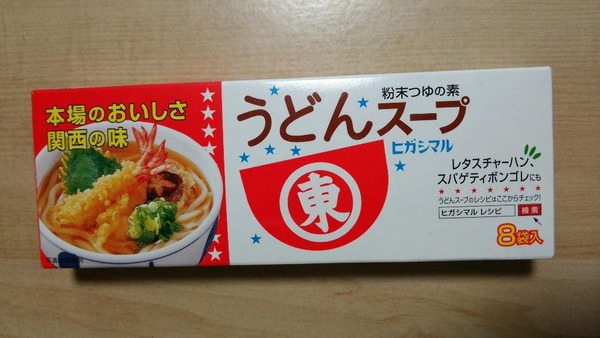 本場のおいしさ
関西の味
粉末つゆの素
うどんスープ
ヒガシマル
東
レタスチャーハン、
スパゲティボンゴレにも
うどんスープのレシピはここからチェック!
ヒガシマル レシピ 検索
8袋入